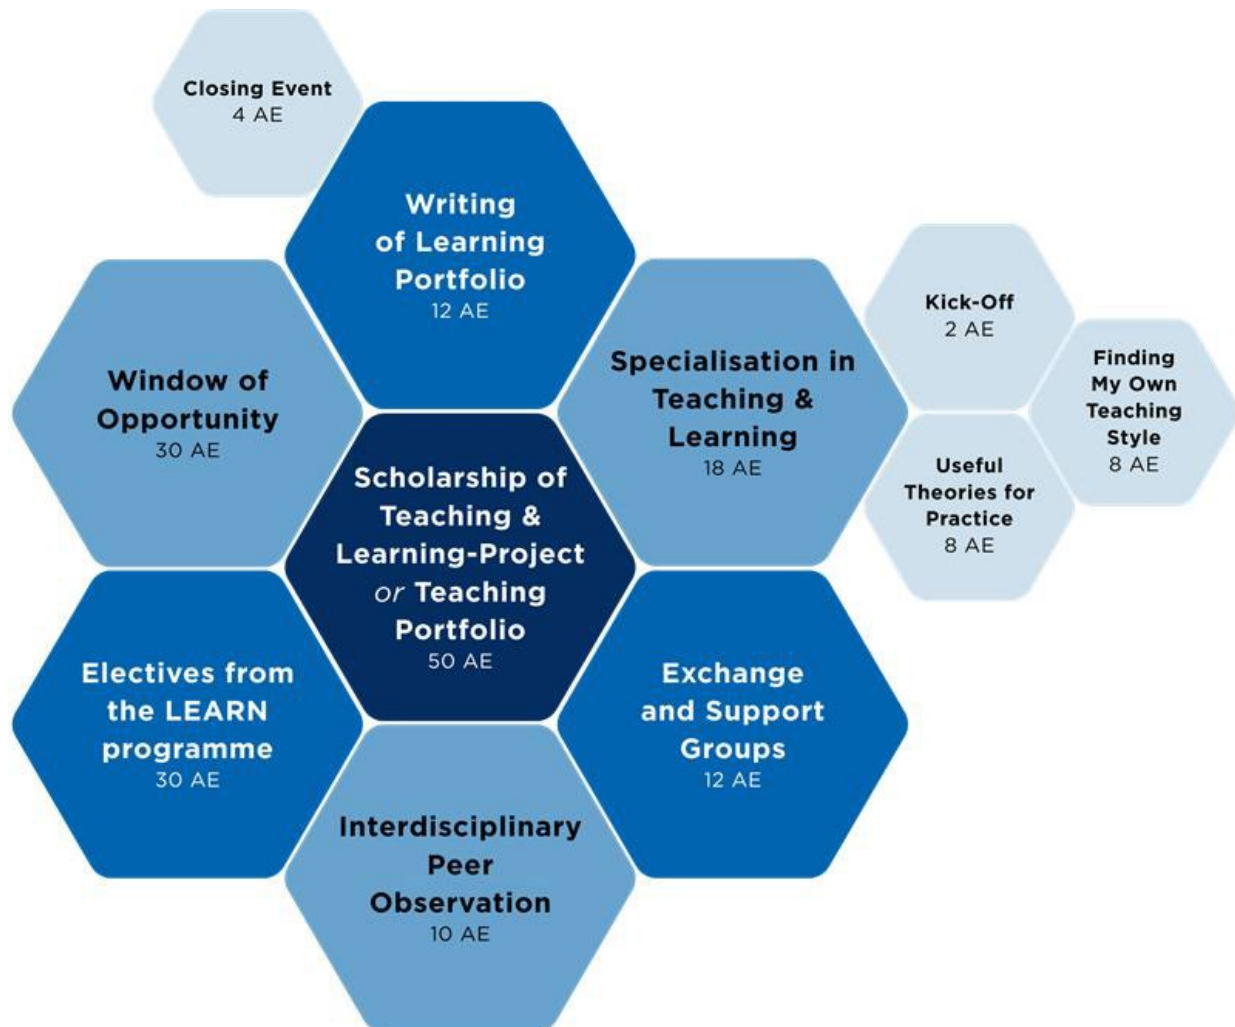 Closing Event
4 AE
Writing
of Learning
Portfolio
12 AE
Window of
Opportunity
30 AE
Specialisation in
Teaching &
Learning
18 AE
Kick-Off
2 AE
Finding
My Own
Teaching
Style
8 AE
Useful
Theories for
Practice
8 AE
Scholarship of
Teaching &
Learning-Project
or Teaching
Portfolio
50 AE
Electives from
the LEARN
programme
30 AE
Exchange
and Support
Groups
12 AE
Interdisciplinary
Peer
Observation
10 AE